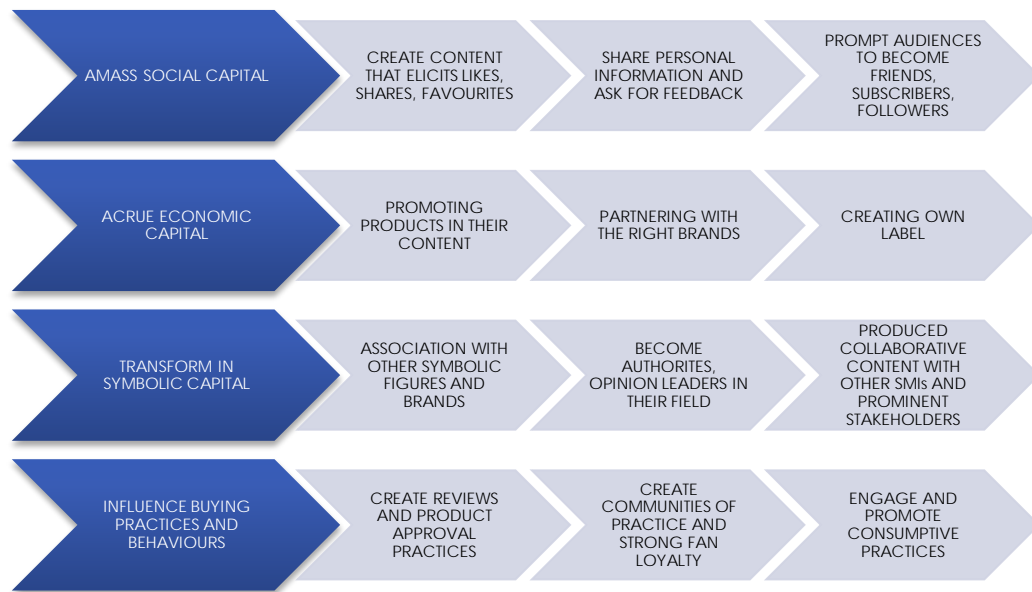 AMASS SOCIAL CAPITAL
CREATE CONTENT
THAT ELICITS LIKES,
SHARES, FAVOURITES
SHARE PERSONAL
INFORMATION AND
ASK FOR FEEDBACK
PROMPT AUDIENCES
TO BECOME
FRIENDS,
SUBSCRIBERS,
FOLLOWERS
ACRUE ECONOMIC
CAPITAL
PROMOTING
PRODUCTS IN THEIR
CONTENT
PARTNERING WITH
THE RIGHT BRANDS
CREATING OWN
LABEL
TRANSFORM IN
SYMBOLIC CAPITAL
ASSOCIATION WITH
OTHER SYMBOLIC
FIGURES AND
BRANDS
BECOME
AUTHORITES,
OPINION LEADERS IN
THEIR FIELD
PRODUCED
COLLABORATIVE
CONTENT WITH
OTHER SMIs AND
PROMINENT
STAKEHOLDERS
INFLUENCE BUYING
PRACTICES AND
BEHAVIOURS
CREATE REVIEWS
AND PRODUCT
APPROVAL
PRACTICES
CREATE
COMMUNITIES OF
PRACTICE AND
STRONG FAN
LOYALTY
ENGAGE AND
PROMOTE
CONSUMPTIVE
PRACTICES